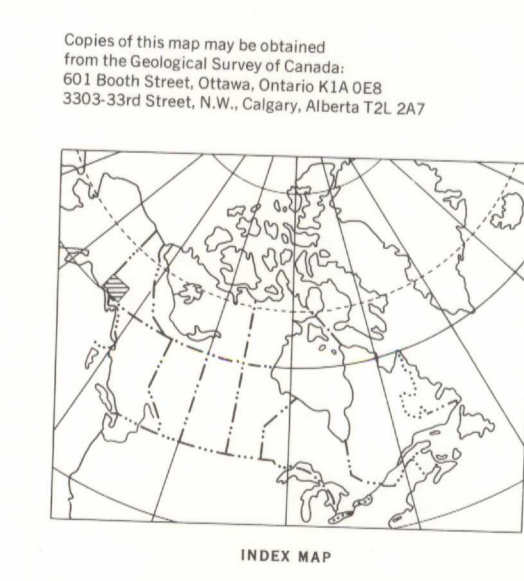 Copies of this map may be obtained
from the Geological Survey of Canada:
601 Booth Street, Ottawa, Ontario K1A 0E8
3303-33rd Street, N.W., Calgary, Alberta T2L 2A7
INDEX MAP